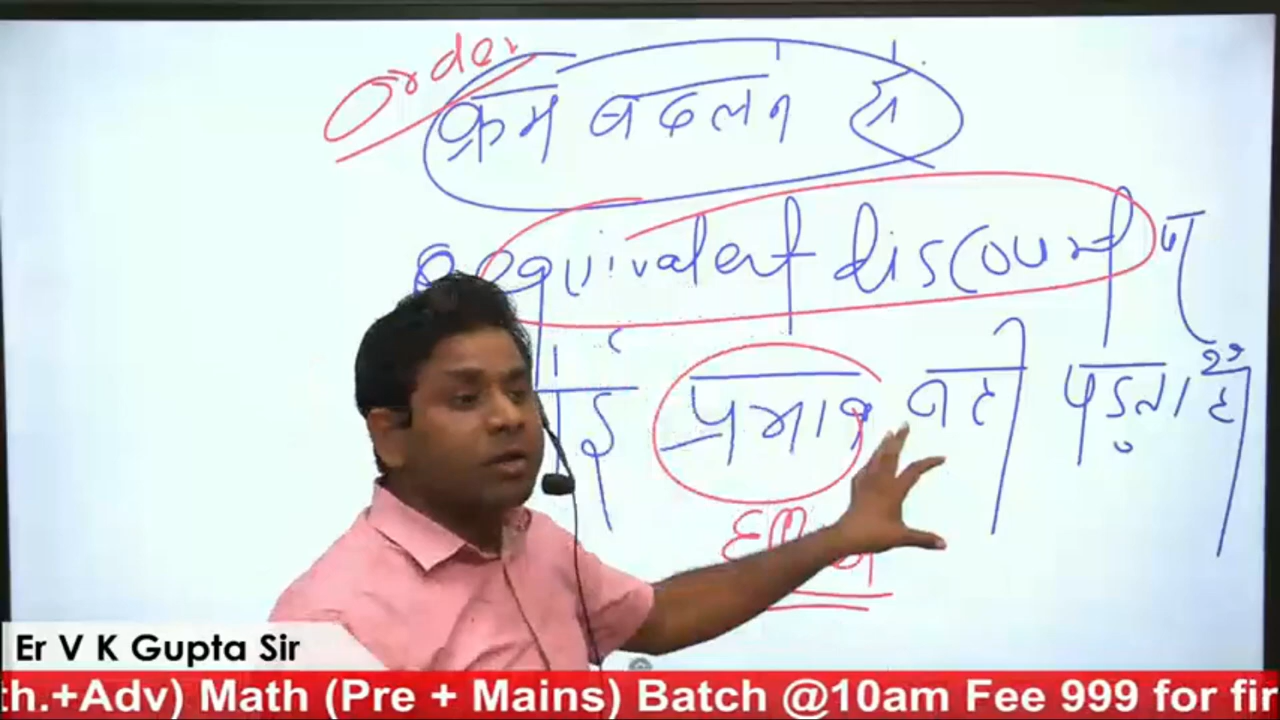 Order
क्रम बदलने से
equivalent discount पर
प्रभाव नही पड़ता है
Effect
Er V K Gupta Sir
th.+Adv) Math (Pre + Mains) Batch @10am Fee 999 for fir